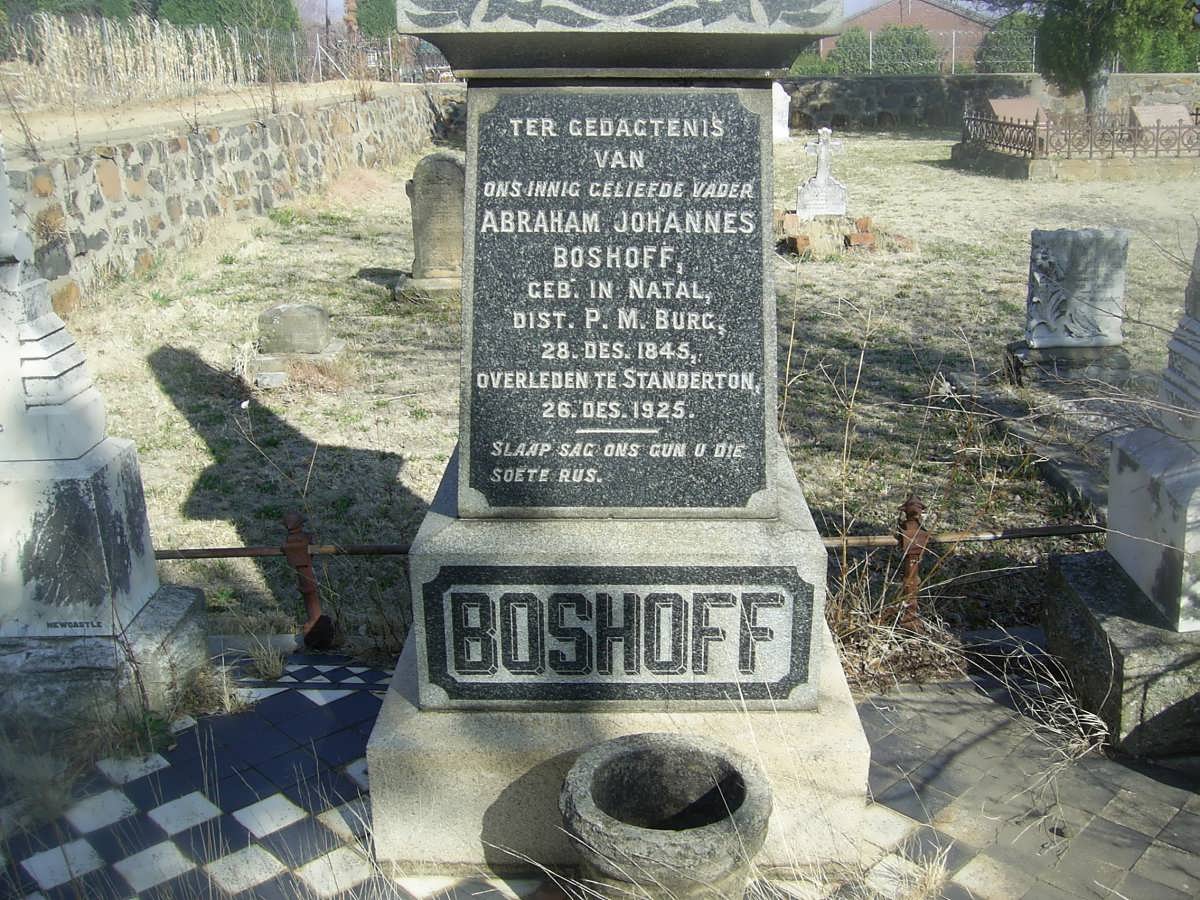 TER GEDACTENIS
VAN
ONS INNIG GELIEFDE VADER
ABRAHAM JOHANNES
BOSHOFF,
GEB. IN NATAL,
DIST. P. M. BURG,
28. DES. 1845,
OVERLEDEN TE STANDERTON,
26. DES. 1925.
SLAAP SAG ONS GUN U DIE
SOETE RUS.
BOSHOFF
NEWCASTLE